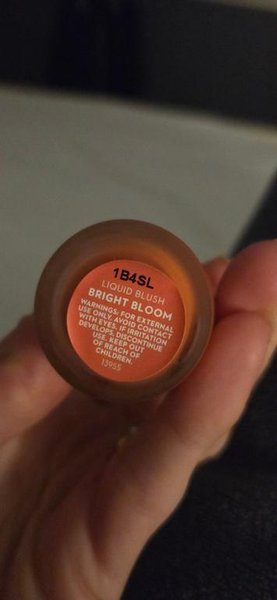 1B4SL
LIQUID BLUSH
BRIGHT BLOOM
WARNINGS: FOR EXTERNAL
USE ONLY. AVOID CONTACT
WITH EYES. IF IRRITATION
DEVELOPS, DISCONTINUE
USE. KEEP OUT
OF REACH OF
CHILDREN.
13955